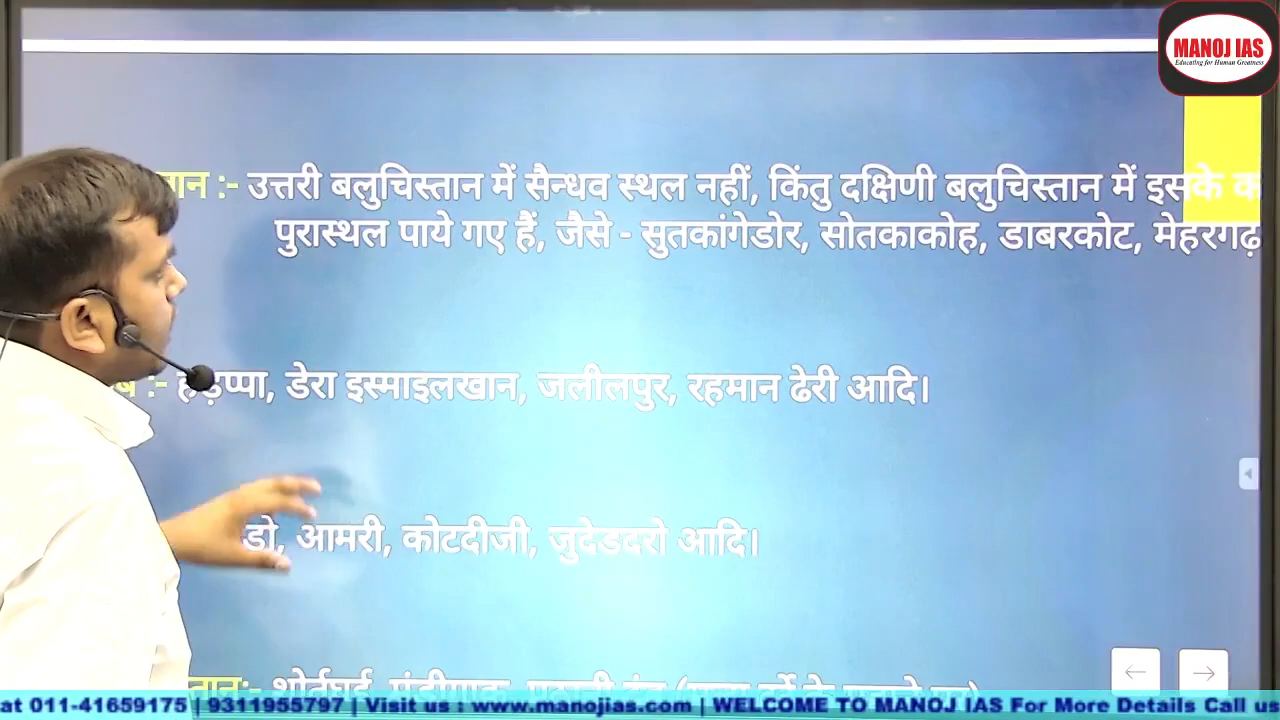 MANOJ IAS
Educating for Human Greatness
:- उत्तरी बलुचिस्तान में सैन्धव स्थल नहीं, किंतु दक्षिणी बलुचिस्तान में इसके
पुरास्थल पाये गए हैं, जैसे - सुतकांगेडोर, सोतकाकोह, डाबरकोट, मेहरगढ़
:- हड़प्पा, डेरा इस्माइलखान, जलीलपुर, रहमान ढेरी आदि।
डो, आमरी, कोटदीजी, जुदेडदरो आदि।
at 011-41659175 | 9311955797 | Visit us : www.manojias.com | WELCOME TO MANOJ IAS For More Details Call us